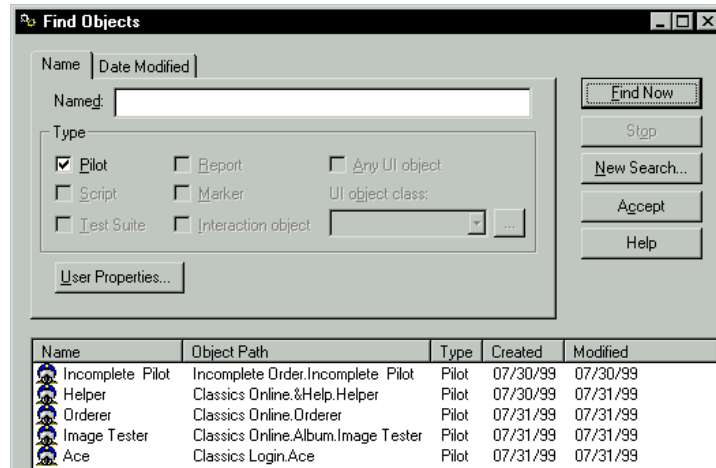 Find Objects
Name Date Modified
Named:
Type
Pilot Report Any UI object
Script Marker UI object class:
Test Suite Interaction object ...
User Properties...
Find Now
Stop
New Search...
Accept
Help
Name Object Path Type Created Modified
Incomplete Pilot Incomplete Order.Incomplete Pilot Pilot 07/30/99 07/30/99
Helper Classics Online.&Help.Helper Pilot 07/30/99 07/31/99
Orderer Classics Online.Orderer Pilot 07/31/99 07/31/99
Image Tester Classics Online.Album.Image Tester Pilot 07/31/99 07/31/99
Ace Classics Login.Ace Pilot 07/31/99 07/31/99